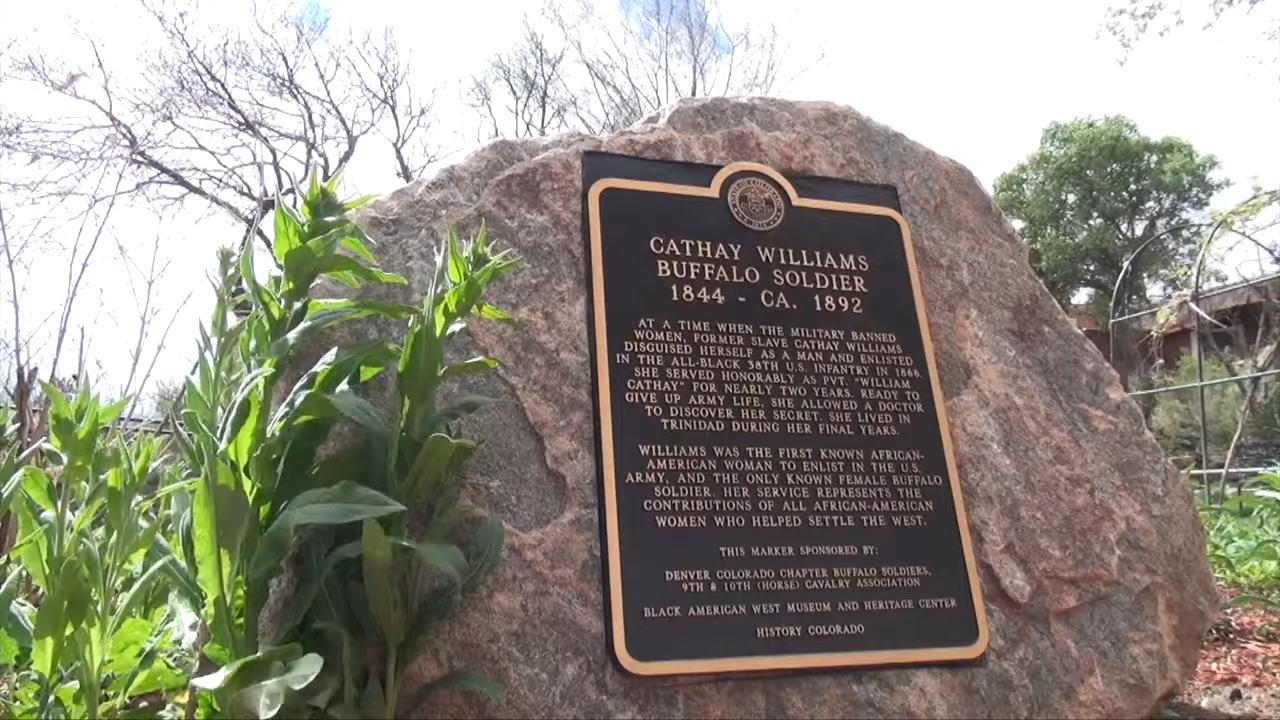 CATHAY WILLIAMS
BUFFALO SOLDIER
1844 - CA. 1892
AT A TIME WHEN THE MILITARY BANNED
WOMEN, FORMER SLAVE CATHAY WILLIAMS
DISGUISED HERSELF AS A MAN AND ENLISTED
IN THE ALL-BLACK 38TH U.S. INFANTRY IN 1866.
SHE SERVED HONORABLY AS PVT. "WILLIAM
CATHAY" FOR NEARLY TWO YEARS. READY TO
GIVE UP ARMY LIFE, SHE ALLOWED A DOCTOR
TO DISCOVER HER SECRET. SHE LIVED IN
TRINIDAD DURING HER FINAL YEARS.
WILLIAMS WAS THE FIRST KNOWN AFRICAN-
AMERICAN WOMAN TO ENLIST IN THE U.S.
ARMY, AND THE ONLY KNOWN FEMALE BUFFALO
SOLDIER. HER SERVICE REPRESENTS THE
CONTRIBUTIONS OF ALL AFRICAN-AMERICAN
WOMEN WHO HELPED SETTLE THE WEST.
THIS MARKER SPONSORED BY:
DENVER COLORADO CHAPTER BUFFALO SOLDIERS,
9TH & 10TH (HORSE) CAVALRY ASSOCIATION
BLACK AMERICAN WEST MUSEUM AND HERITAGE CENTER
HISTORY COLORADO